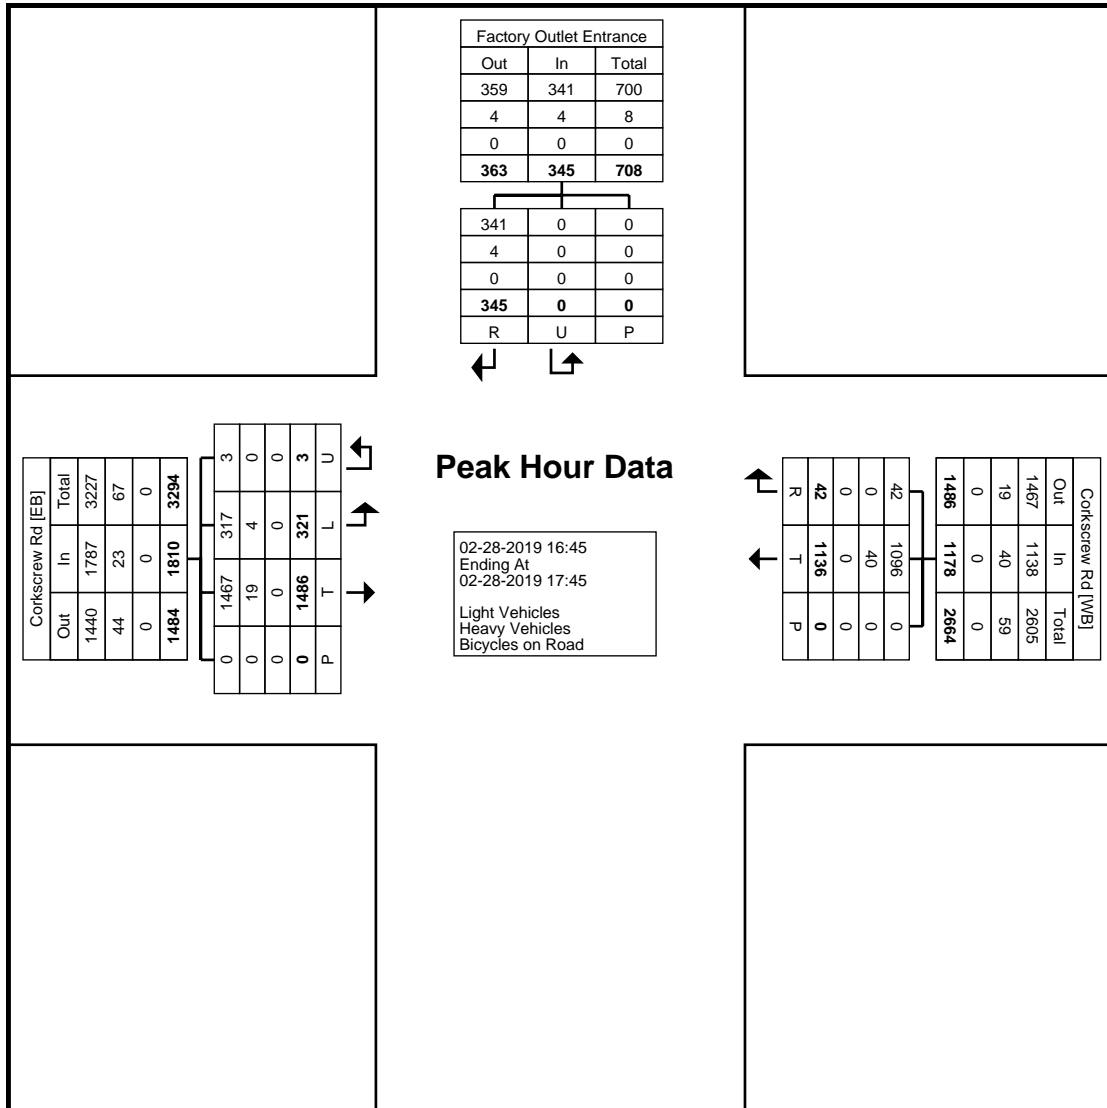 Factory Outlet Entrance
Out In Total
359 341 700
4 4 8
0 0 0
363 345 708
341 0 0
4 0 0
0 0 0
345 0 0
R U P
Peak Hour Data
02-28-2019 16:45
Ending At
02-28-2019 17:45
Light Vehicles
Heavy Vehicles
Bicycles on Road
Corkscrew Rd [EB]
Out In Total
1440 1787 3227
44 23 67
0 0 0
1484 1810 3294
0 1467 317 3
0 19 4 0
0 0 0 0
0 1486 321 3
P T L U
Corkscrew Rd [WB]
Out In Total
1467 1138 2605
19 40 59
0 0 0
1486 1178 2664
42 1096 0
0 40 0
0 0 0
42 1136 0
R T P